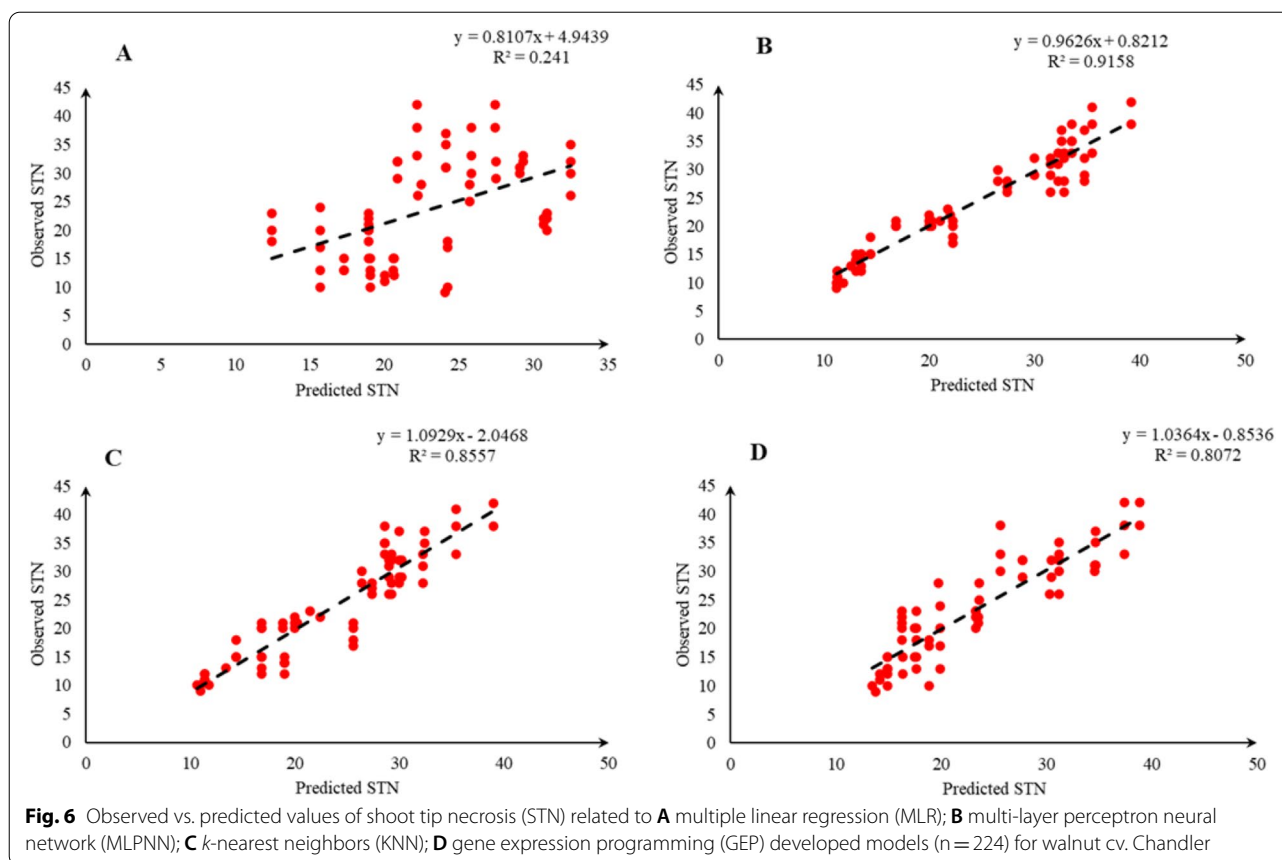 A
y = 0.8107x + 4.9439
R² = 0.241
Observed STN
45
40
35
30
25
20
15
10
5
0
0 5 10 15 20 25 30 35
Predicted STN
B
y = 0.9626x + 0.8212
R² = 0.9158
Observed STN
45
40
35
30
25
20
15
10
5
0
0 10 20 30 40 50
Predicted STN
C
y = 1.0929x - 2.0468
R² = 0.8557
Observed STN
45
40
35
30
25
20
15
10
5
0
0 10 20 30 40 50
Predicted STN
D
y = 1.0364x - 0.8536
R² = 0.8072
Observed STN
45
40
35
30
25
20
15
10
5
0
0 10 20 30 40 50
Predicted STN
Fig. 6 Observed vs. predicted values of shoot tip necrosis (STN) related to A multiple linear regression (MLR); B multi-layer perceptron neural
network (MLPNN); C k-nearest neighbors (KNN); D gene expression programming (GEP) developed models (n = 224) for walnut cv. Chandler